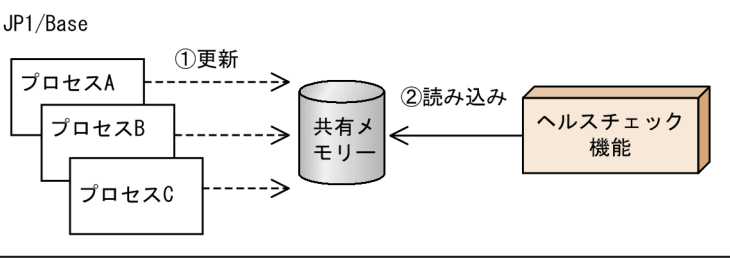 JP1/Base
①更新
プロセスA
プロセスB
プロセスC
共有メ
モリー
②読み込み
ヘルスチェック
機能